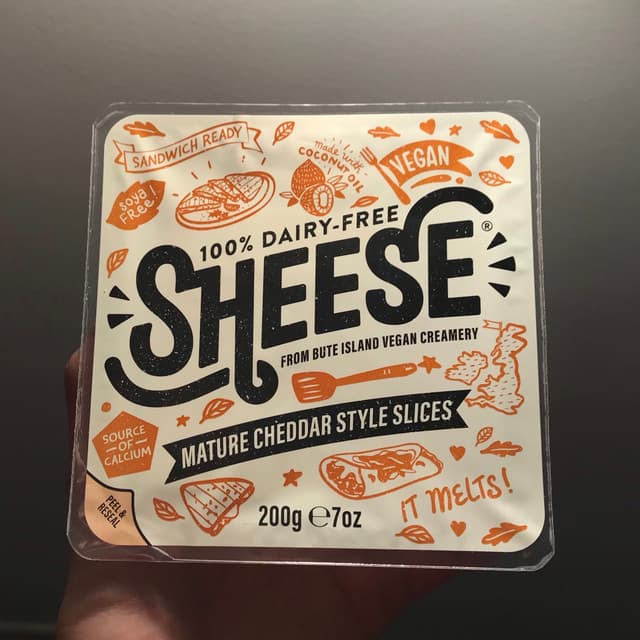 SANDWICH READY
made with
COCONUT OIL
VEGAN
SOYA
FREE!
100% DAIRY-FREE
SHEESE®
FROM BUTE ISLAND VEGAN CREAMERY
SOURCE
OF
CALCIUM
MATURE CHEDDAR STYLE SLICES
PEEL &
RESEAL
200g ℮ 7oz
IT MELTS!